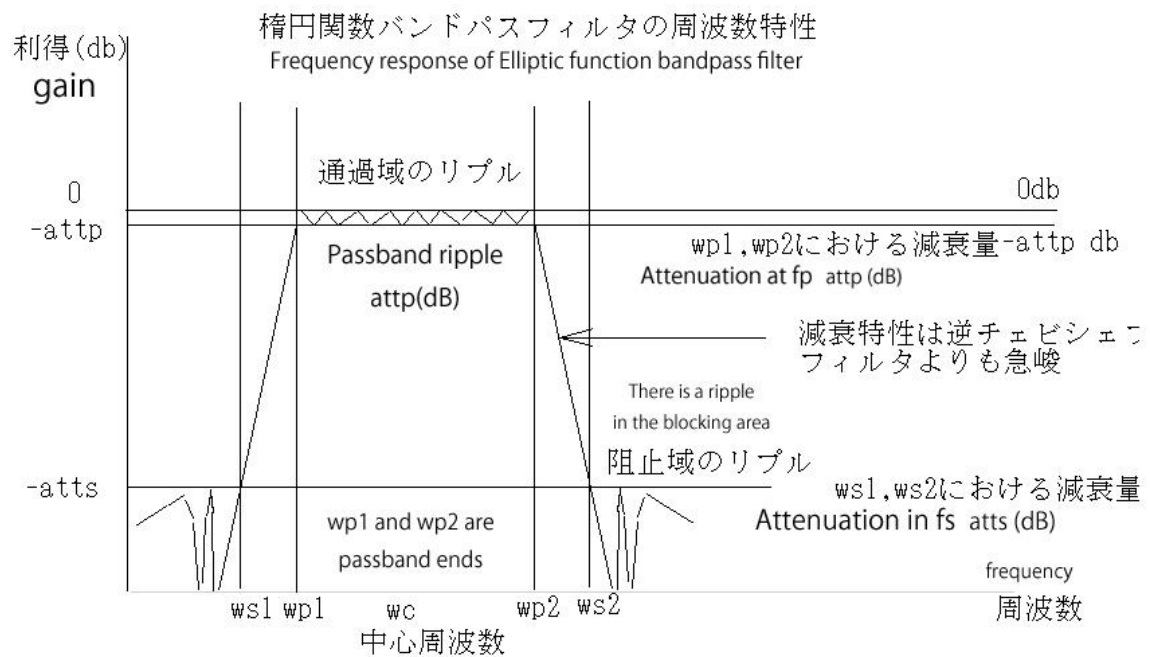 楕円関数バンドパスフィルタの周波数特性
利得(db)
Frequency response of Elliptic function bandpass filter
gain
通過域のリプル
0
0db
-attp
wp1,wp2における減衰量-attp db
Passband ripple
Attenuation at fp attp (dB)
attp(dB)
減衰特性は逆チェビシェフ
フィルタよりも急峻
There is a ripple
in the blocking area
阻止域のリプル
-atts
ws1,ws2における減衰量
wp1 and wp2 are
Attenuation in fs atts (dB)
passband ends
frequency
ws1 wp1 wc wp2 ws2
周波数
中心周波数